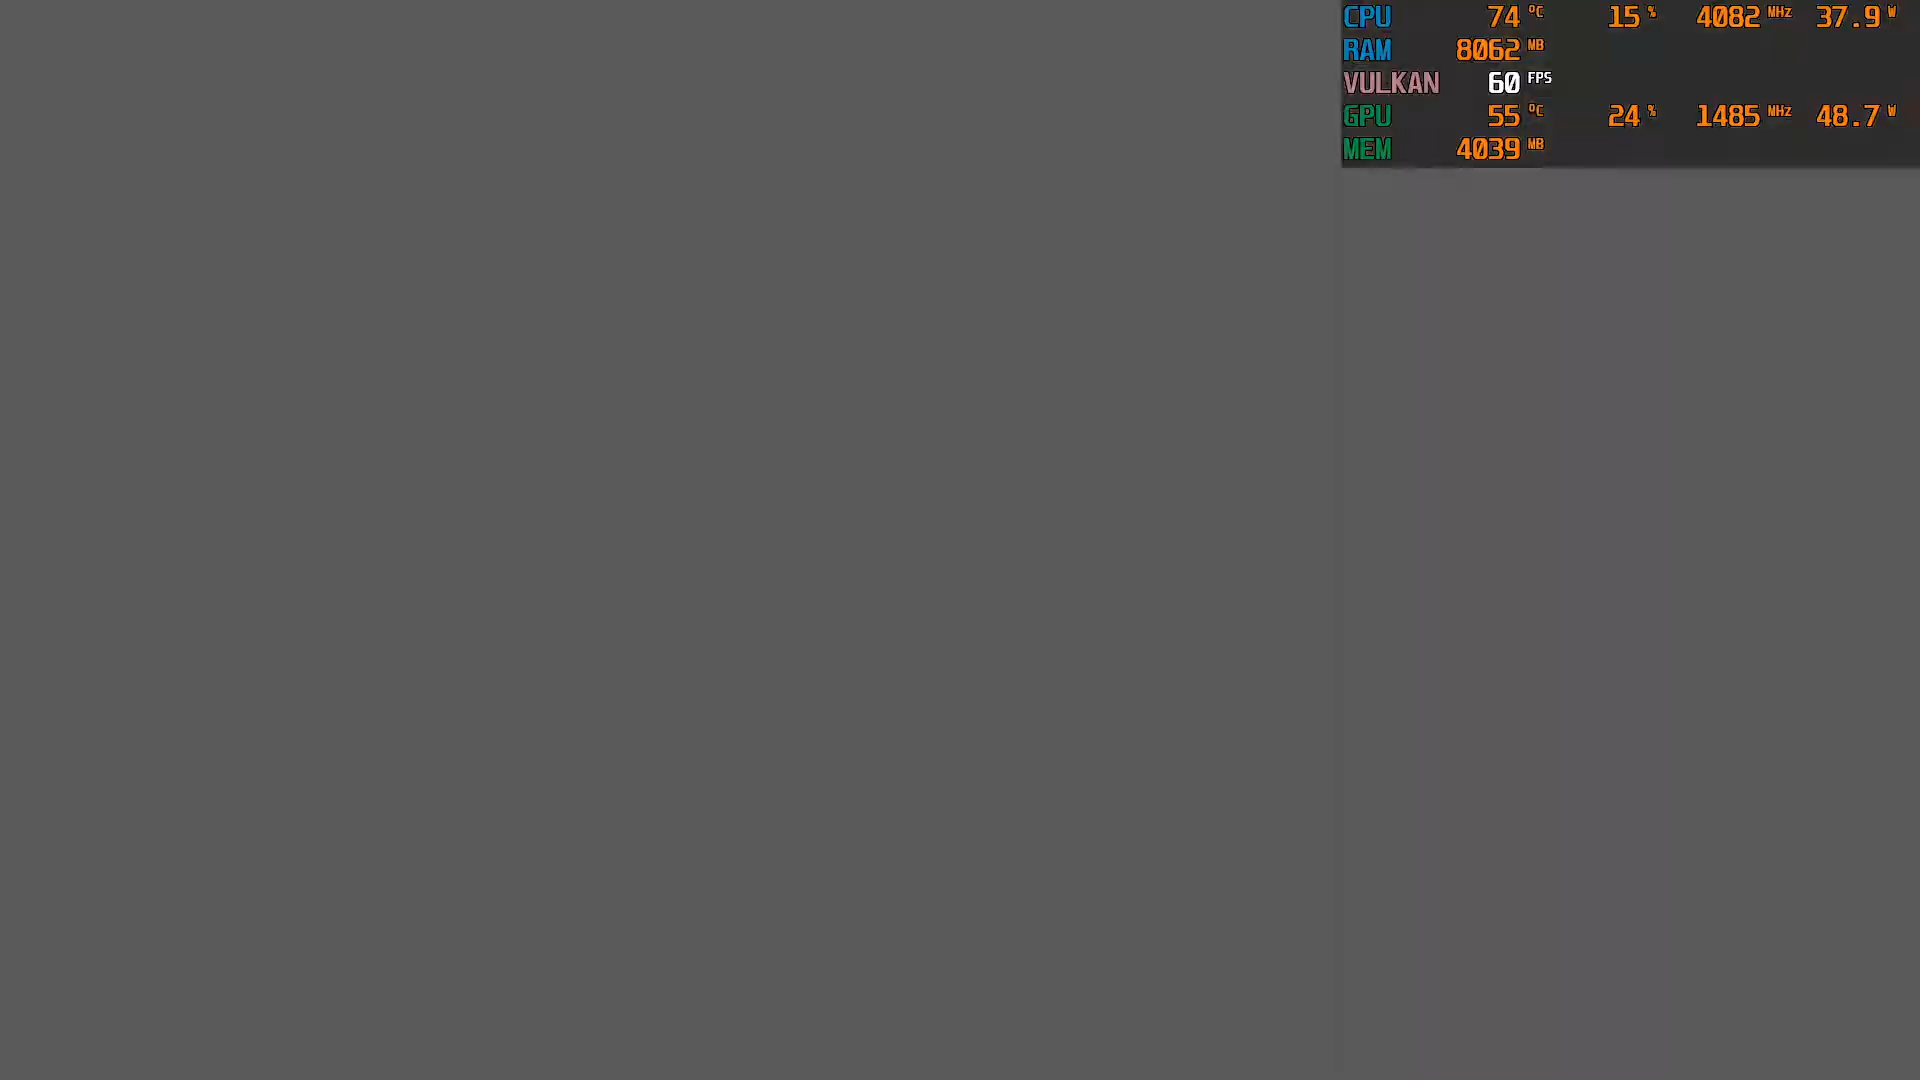 CPU 74 °C 15 % 4082 MHz 37.9 W
RAM 8062 MB
VULKAN 60 FPS
GPU 55 °C 24 % 1485 MHz 48.7 W
MEM 4039 MB